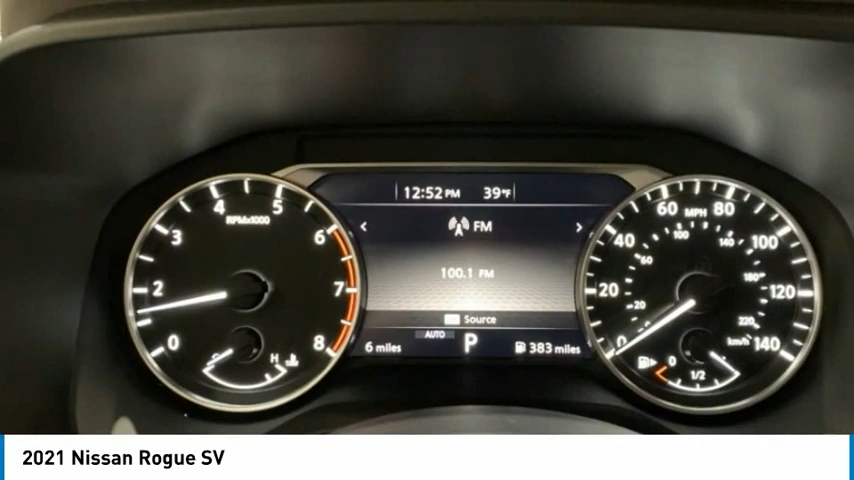 12:52 PM 39°F
< FM >
100.1 FM
Source
AUTO
6 miles P 383 miles
0 2 3 4 5 6 7 8
RPMx1000
H
0 20 40 60 80 100 120 140
MPH
20 60 100 140 180 220
km/h
0 1/2
2021 Nissan Rogue SV